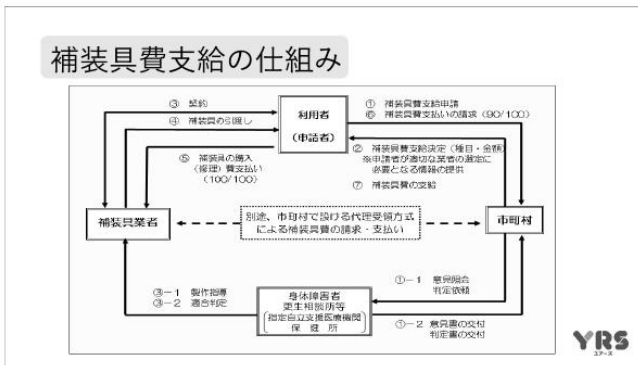 補装具費支給の仕組み
③ 契約
④ 補装具の引渡し
利用者
(申請者)
① 補装具費支給申請
⑥ 補装具費支払いの請求(90/100)
② 補装具費支給決定(種目・金額)
※申請者が適切な業者の選定に
必要となる情報の提供
⑤ 補装具の購入
(修理)費支払い
(100/100)
⑦ 補装具費の支給
補装具業者
別途、市町村で設ける代理受領方式
による補装具費の請求・支払い
市町村
③-1 製作指導
③-2 適合判定
身体障害者
更生相談所等
指定自立支援医療機関
保健所
①-1 意見照会
判定依頼
①-2 意見書の交付
判定書の交付
YRS
ユアーズ